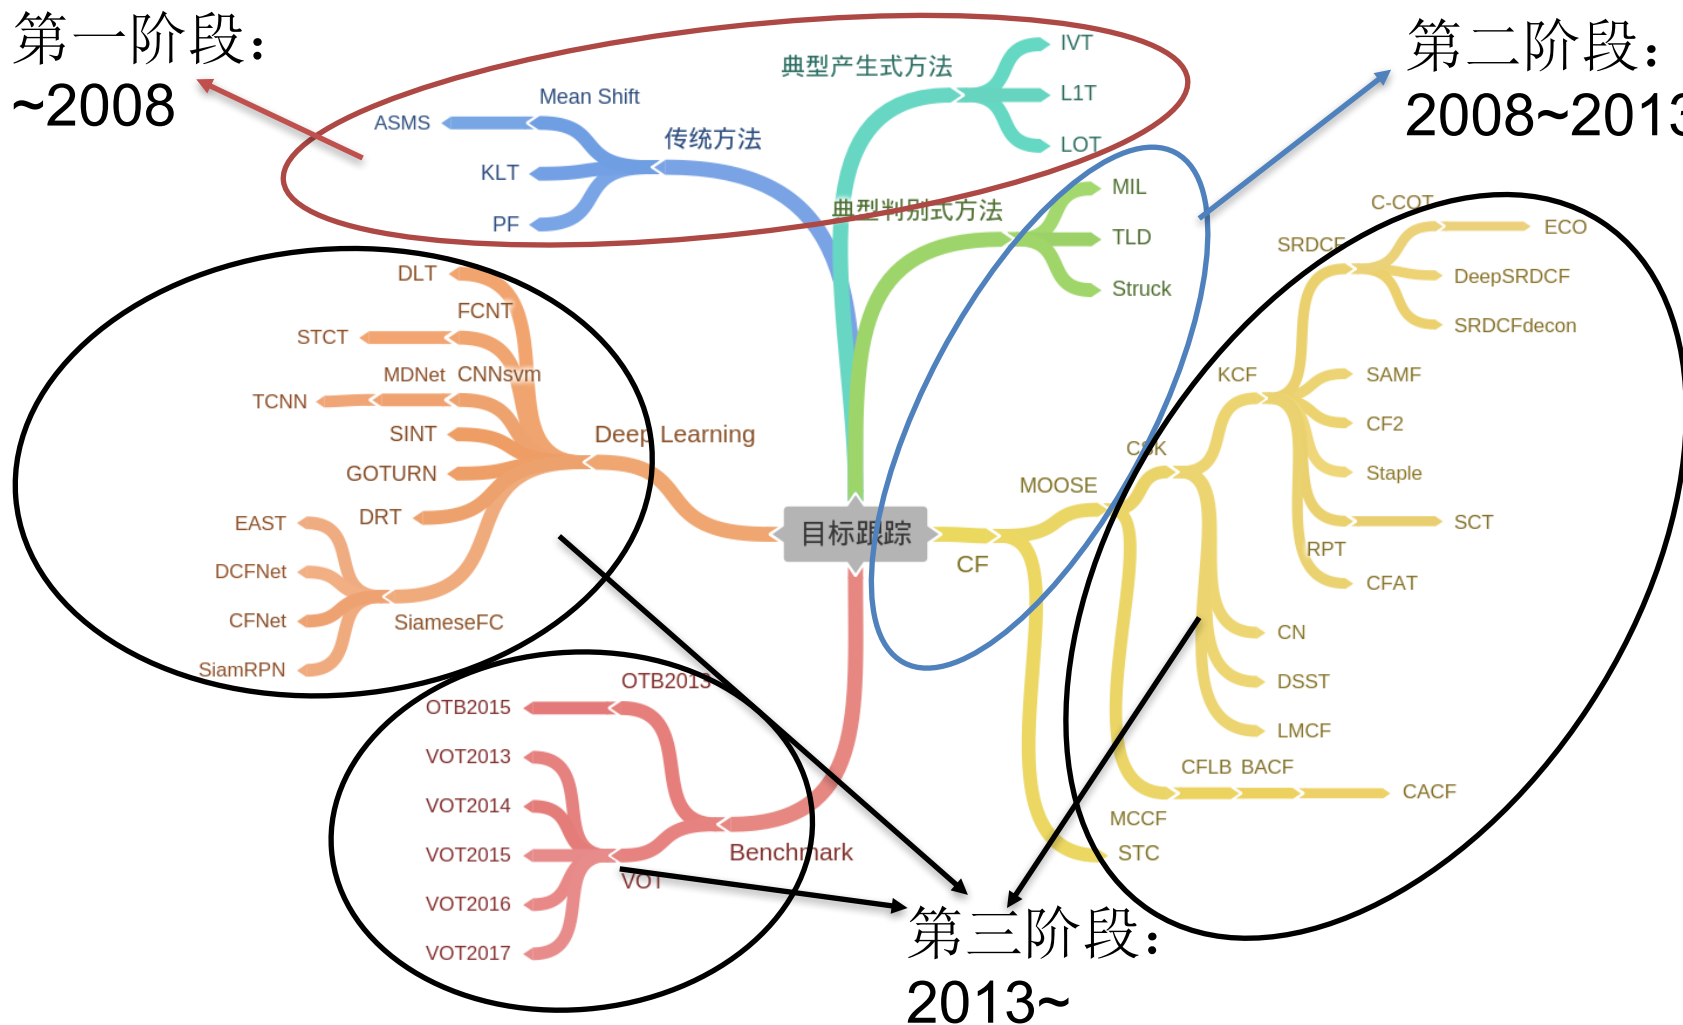 第一阶段：
~2008
第二阶段：
2008~2013
典型产生式方法
IVT
L1T
LOT
Mean Shift
ASMS
传统方法
KLT
PF
典型判别式方法
MIL
TLD
Struck
DLT
FCNT
STCT
MDNet
CNNsvm
TCNN
SINT
GOTURN
DRT
Deep Learning
EAST
DCFNet
CFNet
SiamRPN
SiameseFC
目标跟踪
CF
MOOSE
CSK
KCF
SRDCF
C-COT
ECO
DeepSRDCF
SRDCFdecon
SAMF
CF2
Staple
SCT
RPT
CFAT
CN
DSST
LMCF
CFLB
BACF
CACF
MCCF
STC
OTB2013
OTB2015
VOT2013
VOT2014
VOT2015
VOT2016
VOT2017
VOT
Benchmark
第三阶段：
2013~